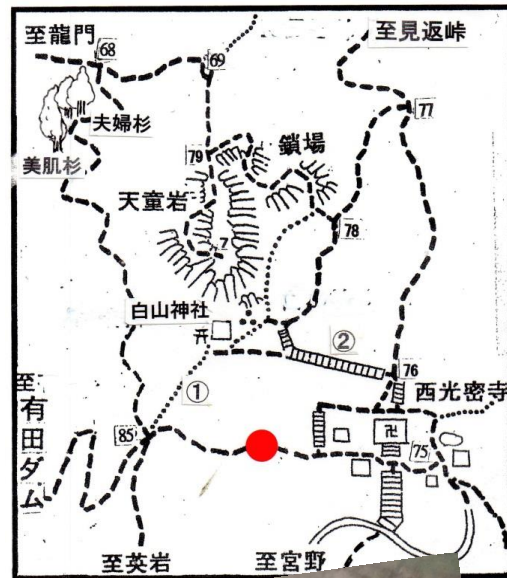 至龍門
68
69
至見返峠
77
夫婦杉
美肌杉
79
鎖場
天童岩
7
78
白山神社
②
76
西光密寺
至有田ダム
①
85
卍
75
至英岩
至宮野